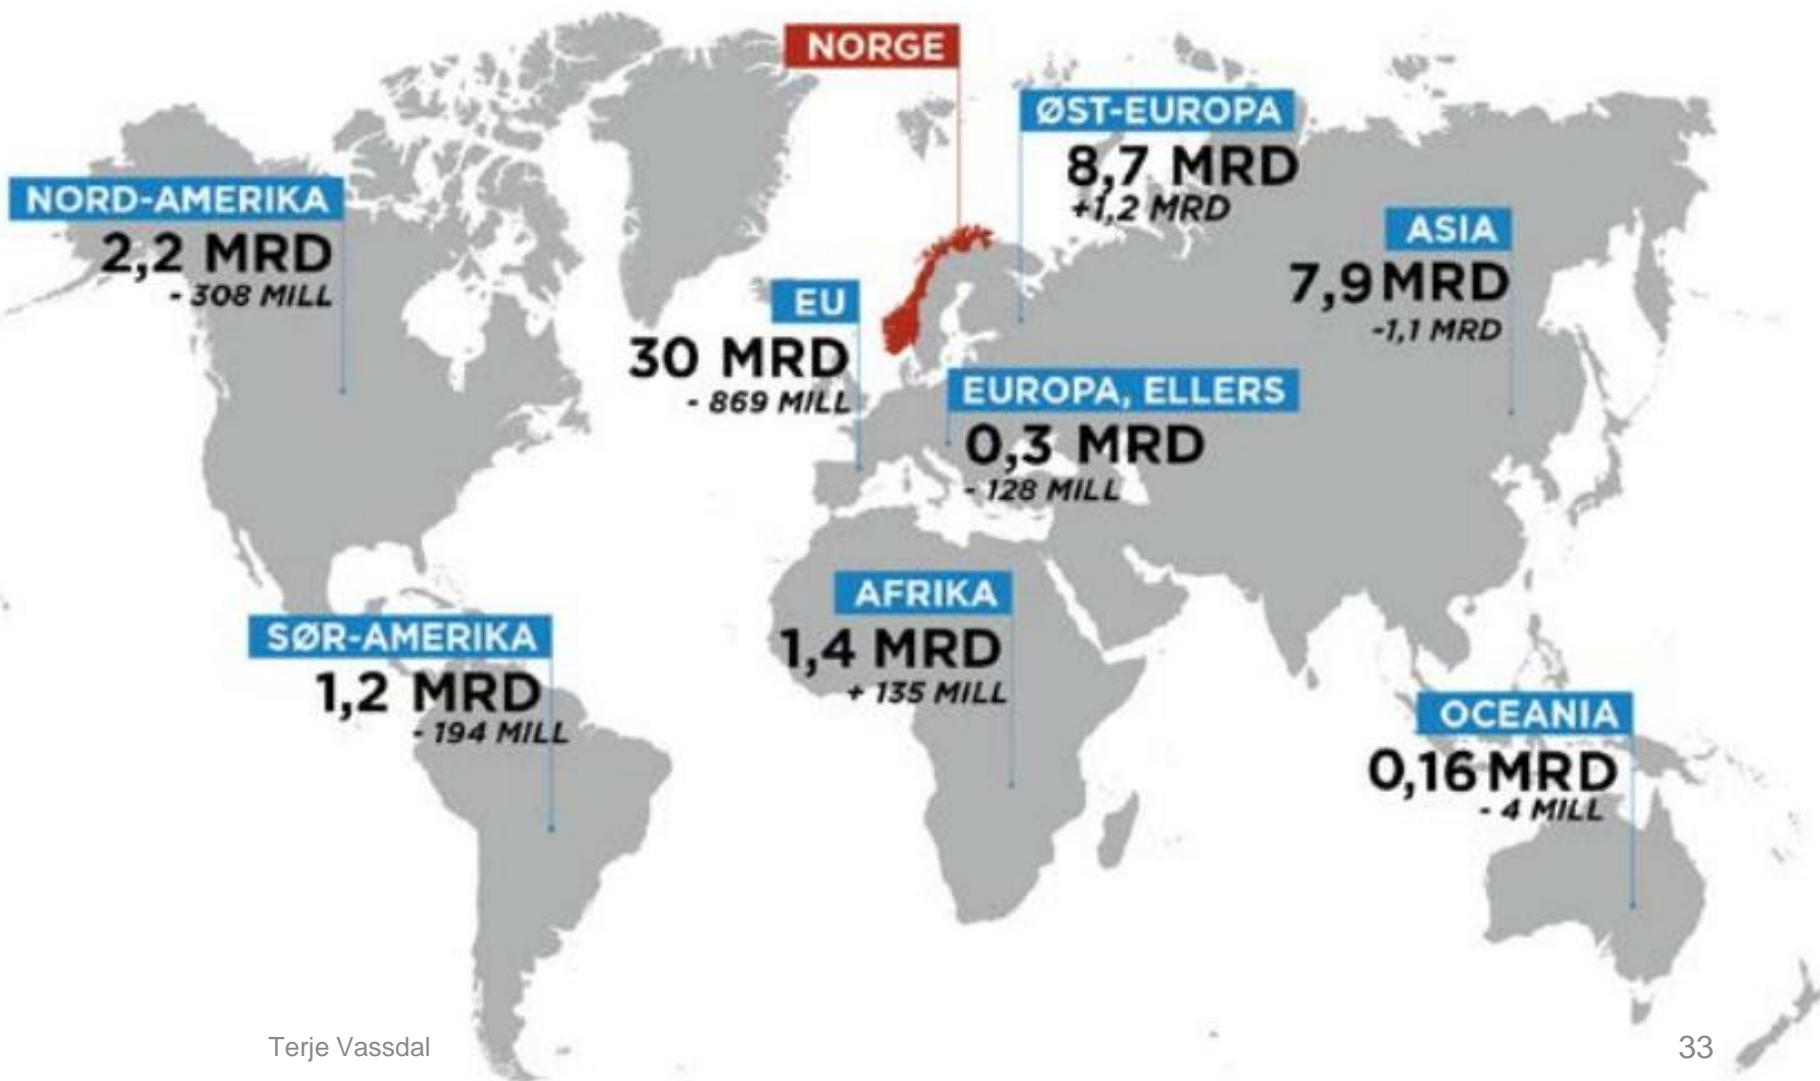 NORGE
ØST-EUROPA
8,7 MRD
+1,2 MRD
NORD-AMERIKA
2,2 MRD
- 308 MILL
ASIA
7,9 MRD
-1,1 MRD
EU
30 MRD
- 869 MILL
EUROPA, ELLERS
0,3 MRD
- 128 MILL
AFRIKA
1,4 MRD
+ 135 MILL
SØR-AMERIKA
1,2 MRD
- 194 MILL
OCEANIA
0,16 MRD
- 4 MILL
Terje Vassdal
33